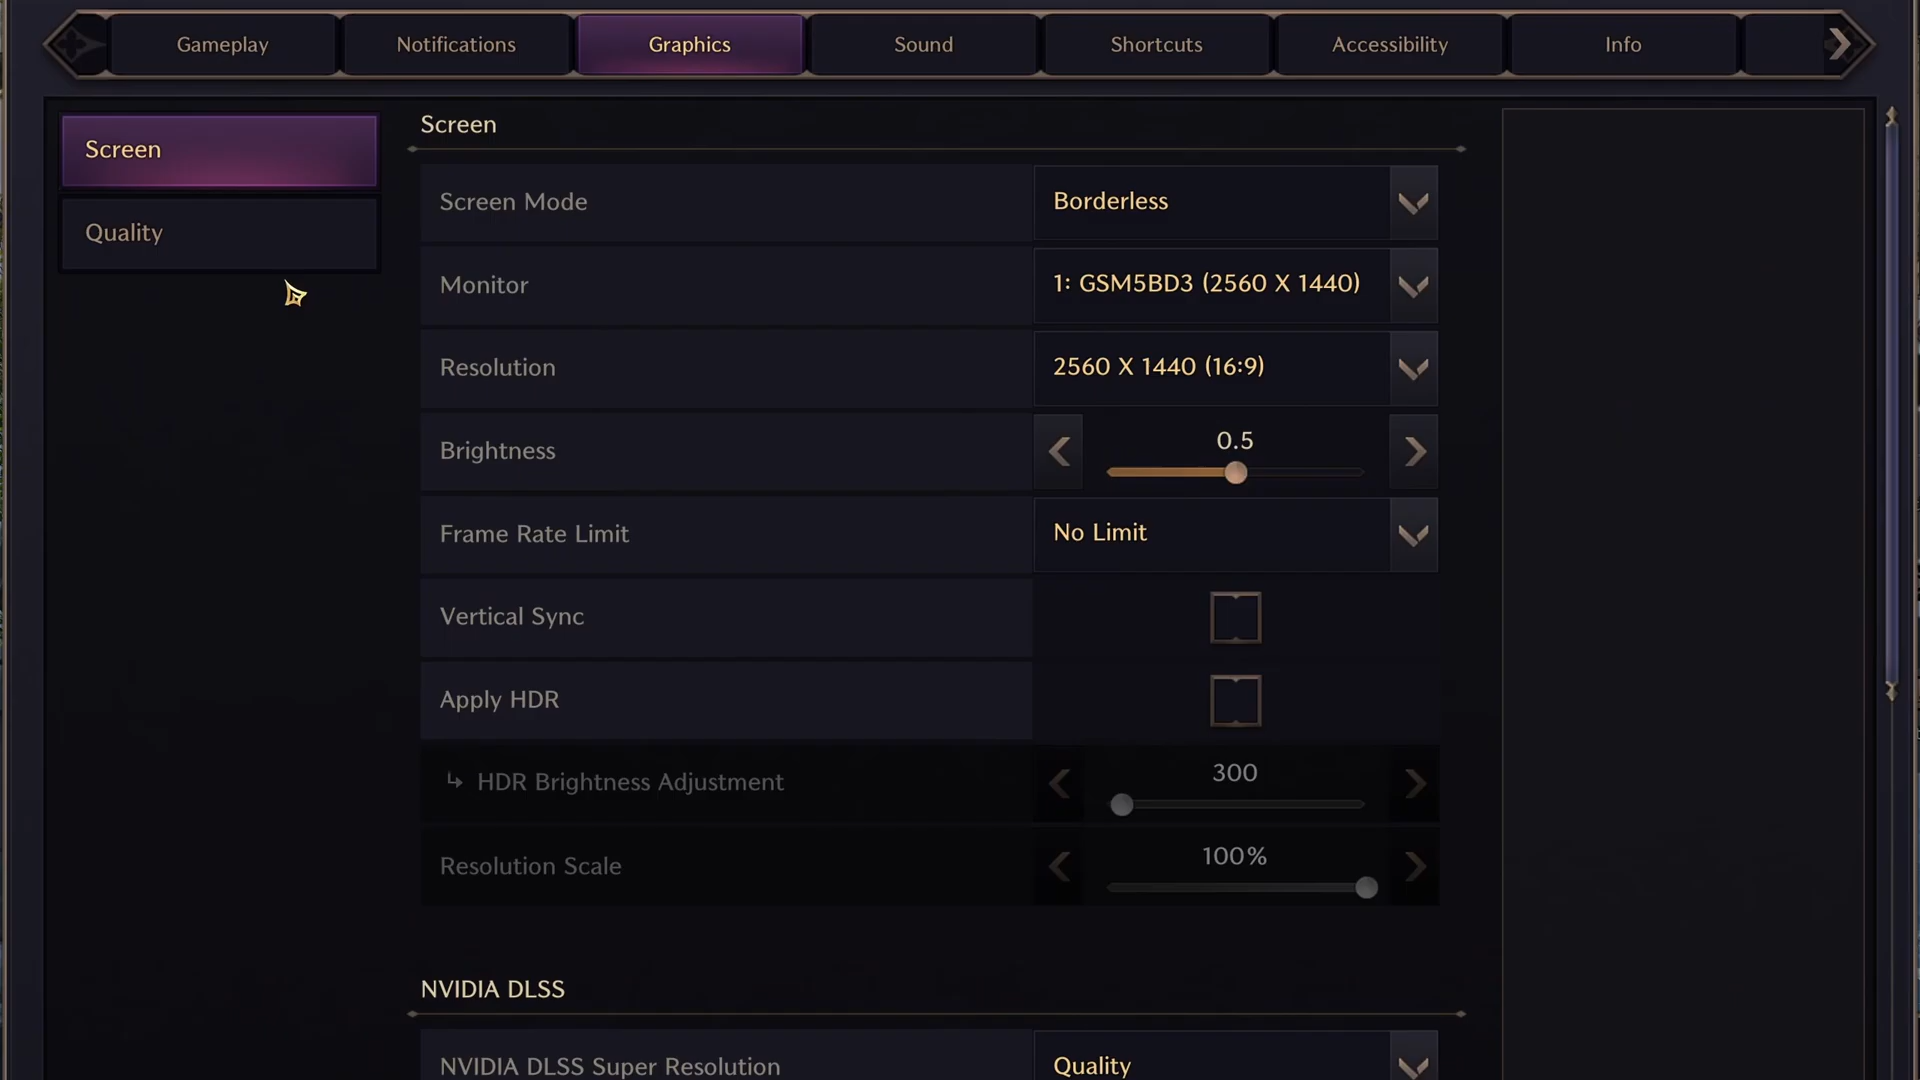 Gameplay
Notifications
Graphics
Sound
Shortcuts
Accessibility
Info
Screen
Quality
Screen
Screen Mode
Borderless
Monitor
1: GSM5BD3 (2560 X 1440)
Resolution
2560 X 1440 (16:9)
Brightness
0.5
Frame Rate Limit
No Limit
Vertical Sync
Apply HDR
HDR Brightness Adjustment
300
Resolution Scale
100%
NVIDIA DLSS
NVIDIA DLSS Super Resolution
Quality